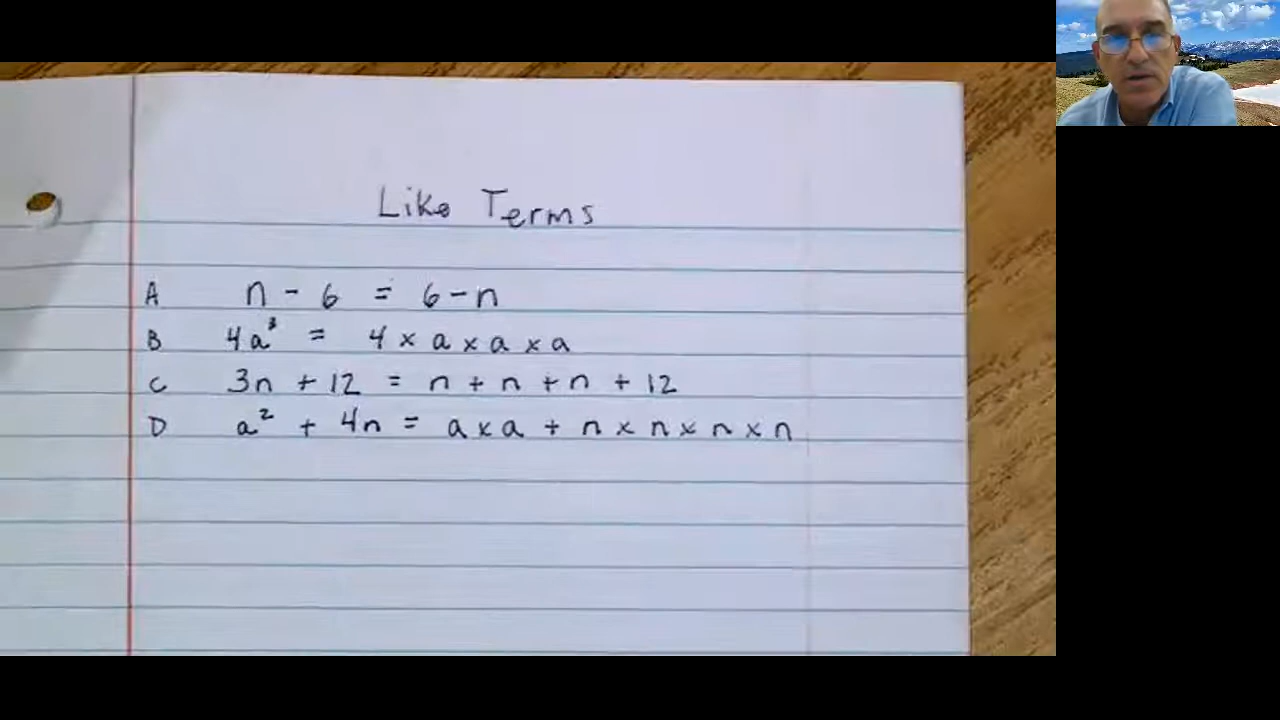 Like Terms
A n - 6 = 6 - n
B 4a³ = 4 × a × a × a
C 3n + 12 = n + n + n + 12
D a² + 4n = a × a + n × n × n × n